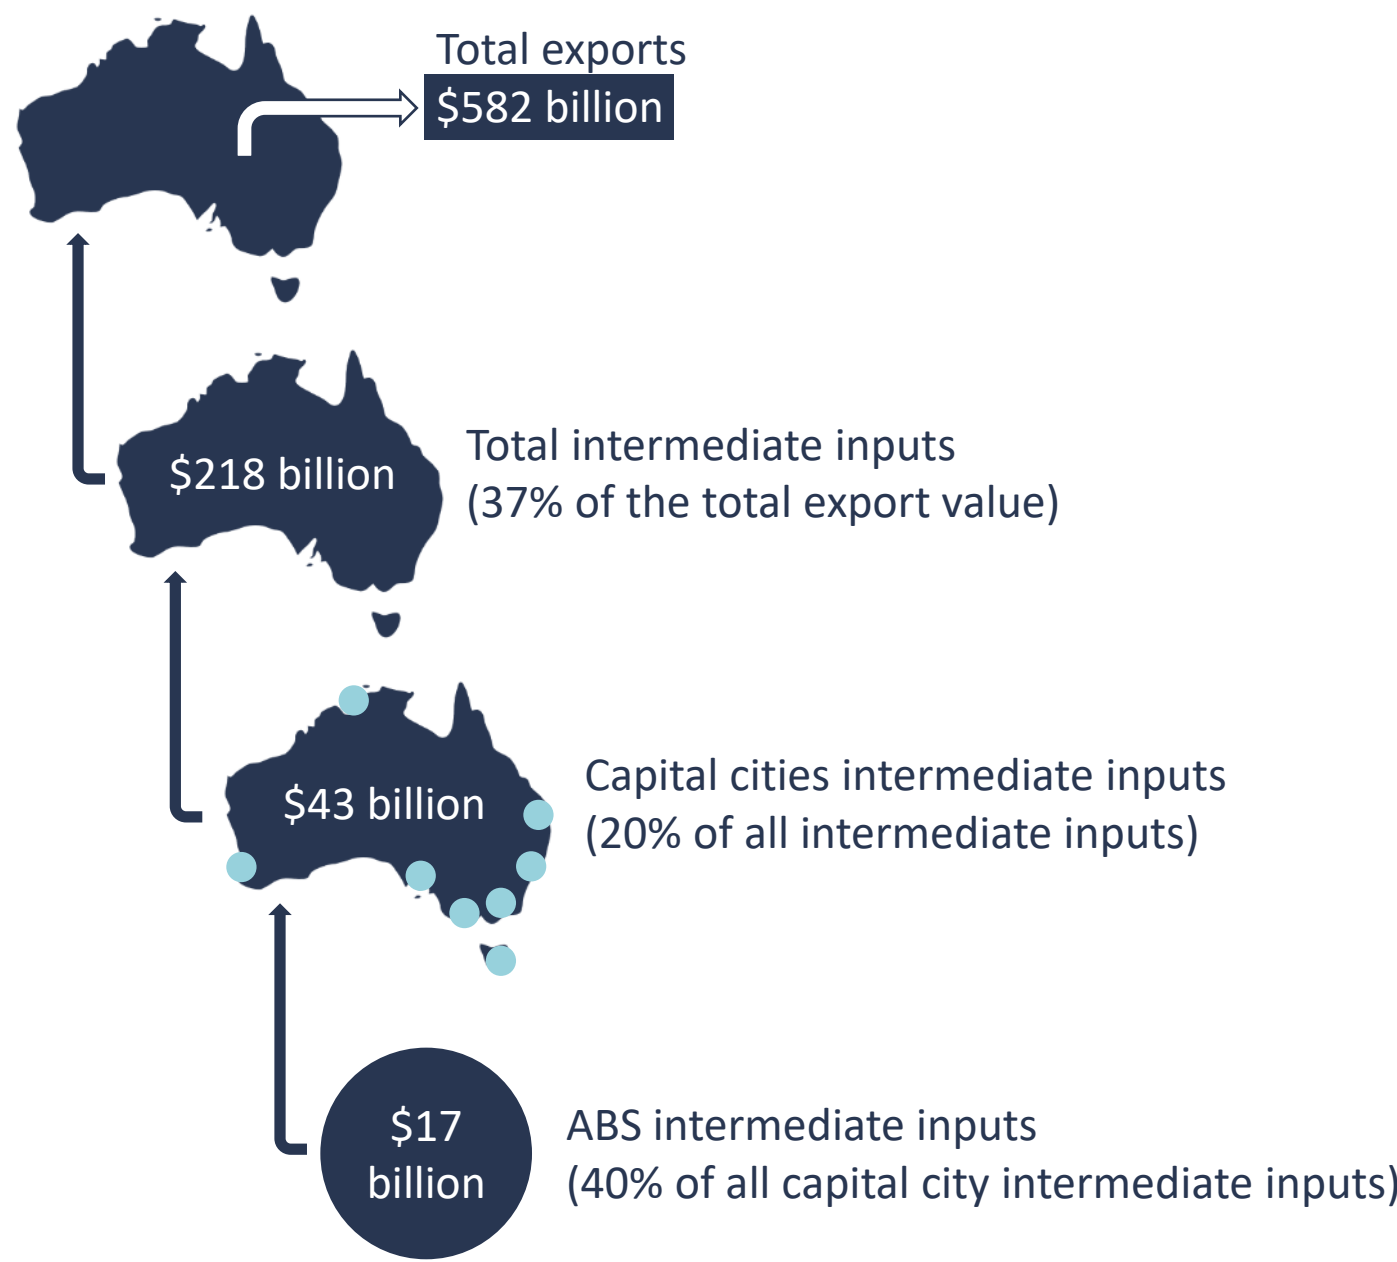 Total exports
$582 billion
$218 billion
Total intermediate inputs
(37% of the total export value)
$43 billion
Capital cities intermediate inputs
(20% of all intermediate inputs)
$17
billion
ABS intermediate inputs
(40% of all capital city intermediate inputs)